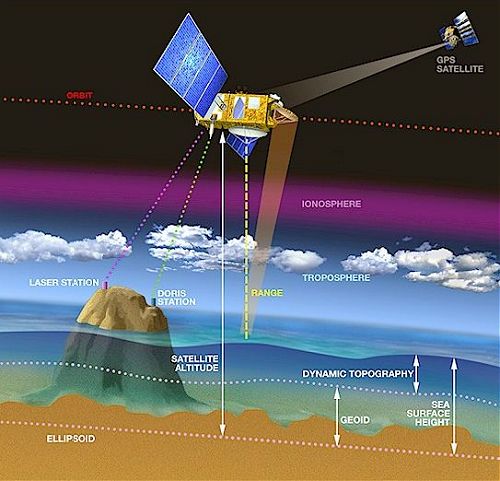 GPS
SATELLITE
ORBIT
IONOSPHERE
TROPOSPHERE
LASER STATION
DORIS
STATION
RANGE
SATELLITE
ALTITUDE
DYNAMIC TOPOGRAPHY
SEA
SURFACE
HEIGHT
GEOID
ELLIPSOID